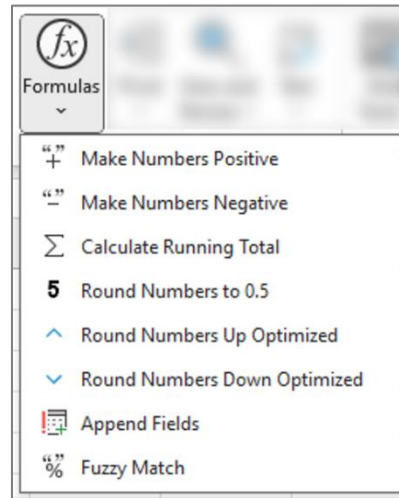 fx
Formulas
“+” Make Numbers Positive
“−” Make Numbers Negative
∑ Calculate Running Total
5 Round Numbers to 0.5
Round Numbers Up Optimized
Round Numbers Down Optimized
Append Fields
“%” Fuzzy Match